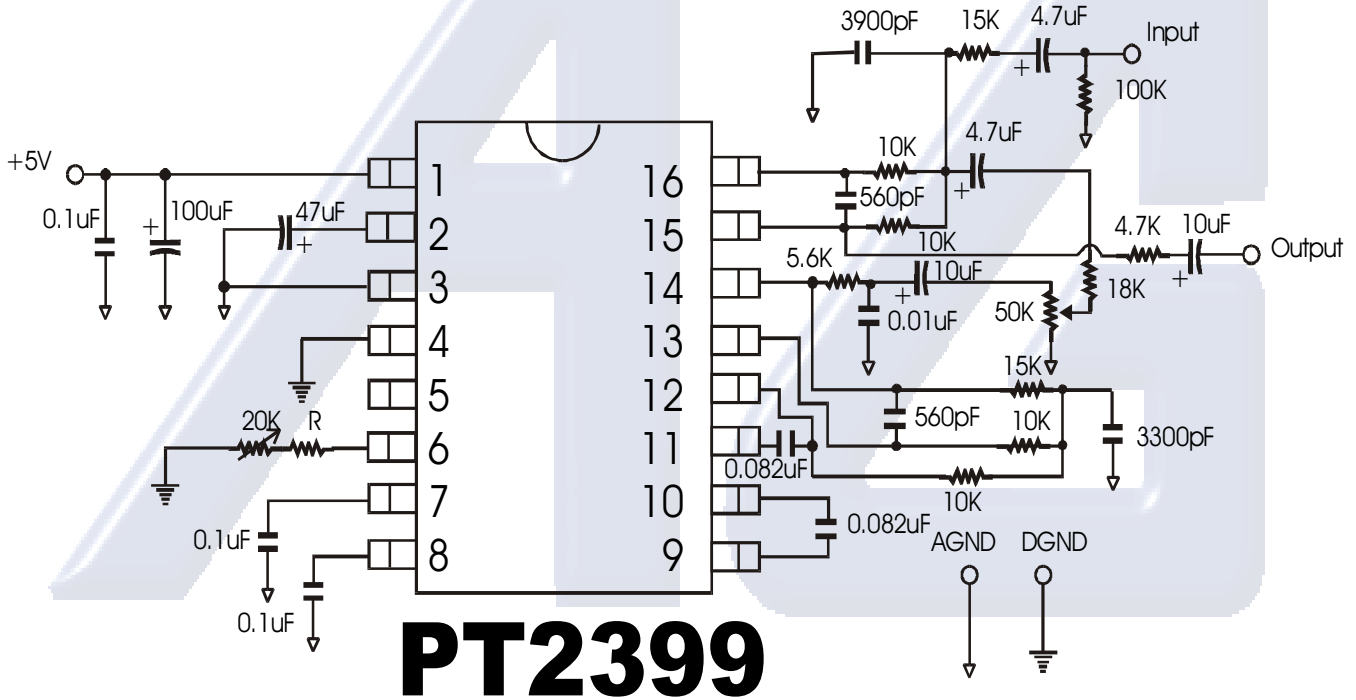 3900pF
15K
4.7uF
Input
100K
+5V
0.1uF
+
100uF
47uF
+
+
10K
4.7uF
+
560pF
10K
4.7K
10uF
+
Output
5.6K
10uF
+
0.01uF
50K
18K
15K
560pF
10K
3300pF
10K
0.082uF
0.082uF
20K
R
0.1uF
0.1uF
AGND
DGND
1
2
3
4
5
6
7
8
16
15
14
13
12
11
10
9
PT2399